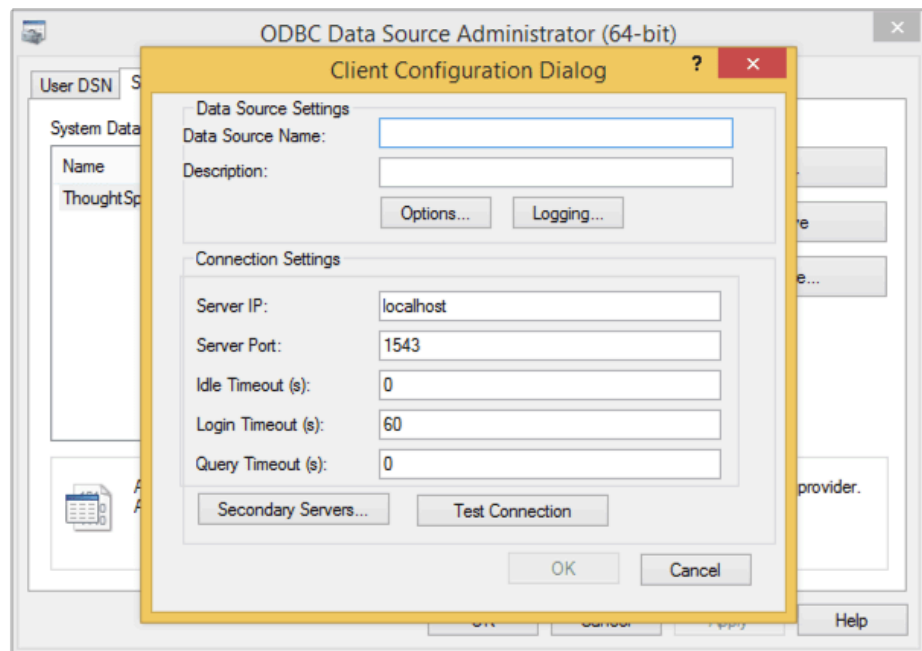 ODBC Data Source Administrator (64-bit)
Client Configuration Dialog
?
User DSN
System Data
Name
ThoughtSp
Data Source Settings
Data Source Name:
Description:
Options...
Logging...
Connection Settings
Server IP:
localhost
Server Port:
1543
Idle Timeout (s):
0
Login Timeout (s):
60
Query Timeout (s):
0
Secondary Servers...
Test Connection
OK
Cancel
provider.
Help